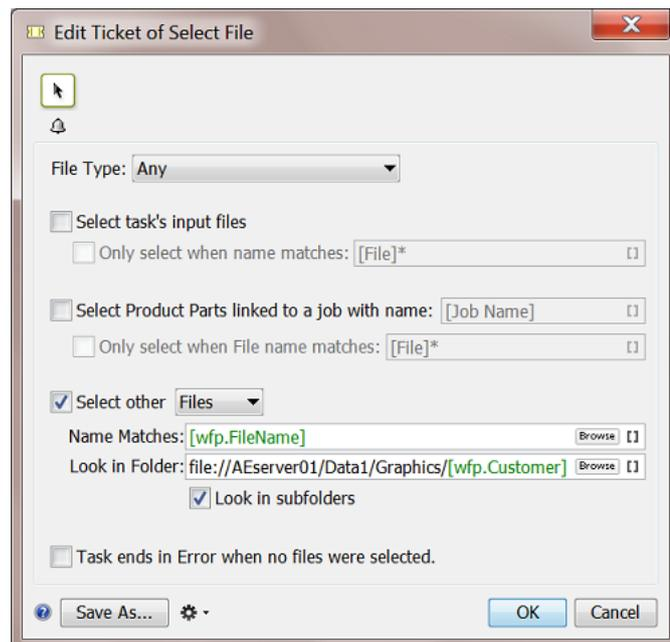 Edit Ticket of Select File
File Type: Any
Select task's input files
Only select when name matches: [File]*
Select Product Parts linked to a job with name: [Job Name]
Only select when File name matches: [File]*
Select other Files
Name Matches: [wfp.FileName] Browse []
Look in Folder: file://AEserver01/Data1/Graphics/[wfp.Customer] Browse []
Look in subfolders
Task ends in Error when no files were selected.
Save As... OK Cancel